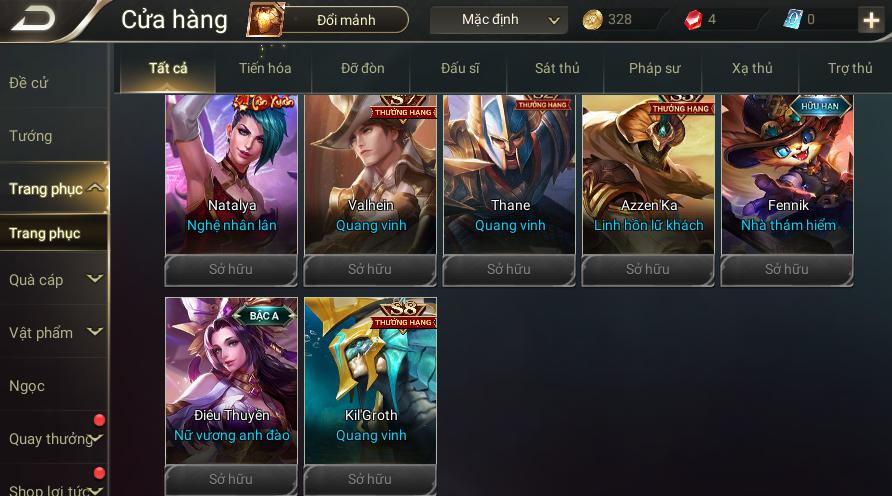 Cửa hàng
Đổi mảnh
Mặc định
328
4
0
Đề cử
Tướng
Trang phục
Trang phục
Quà cáp
Vật phẩm
Ngọc
Quay thưởng
Shop lợi tức
Tất cả
Tiến hóa
Đỡ đòn
Đấu sĩ
Sát thủ
Pháp sư
Xạ thủ
Trợ thủ
Tân Xuân
Natalya
Nghệ nhân lân
Sở hữu
S7
THƯỞNG HẠNG
Valhein
Quang vinh
Sở hữu
THƯỞNG HẠNG
Thane
Quang vinh
Sở hữu
THƯỞNG HẠNG
Azzen'Ka
Linh hồn lữ khách
Sở hữu
HỮU HẠN
Fennik
Nhà thám hiểm
Sở hữu
BẬC A
Điêu Thuyền
Nữ vương anh đào
Sở hữu
S8
THƯỞNG HẠNG
Kil'Groth
Quang vinh
Sở hữu